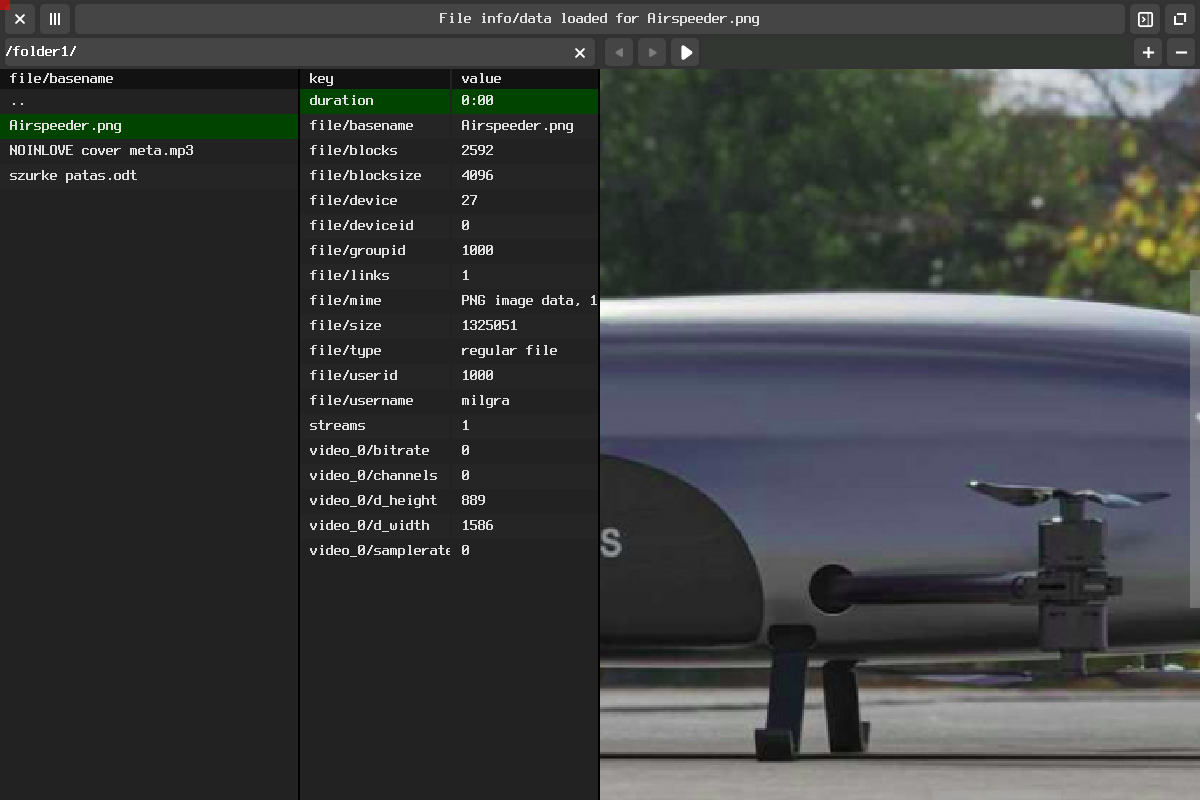 File info/data loaded for Airspeeder.png
/folder1/
file/basename
..
Airspeeder.png
NOINLOVE cover meta.mp3
szurke patas.odt
key value
duration 0:00
file/basename Airspeeder.png
file/blocks 2592
file/blocksize 4096
file/device 27
file/deviceid 0
file/groupid 1000
file/links 1
file/mime PNG image data, 1
file/size 1325051
file/type regular file
file/userid 1000
file/username milgra
streams 1
video_0/bitrate 0
video_0/channels 0
video_0/d_height 889
video_0/d_width 1586
video_0/samplerate 0
S